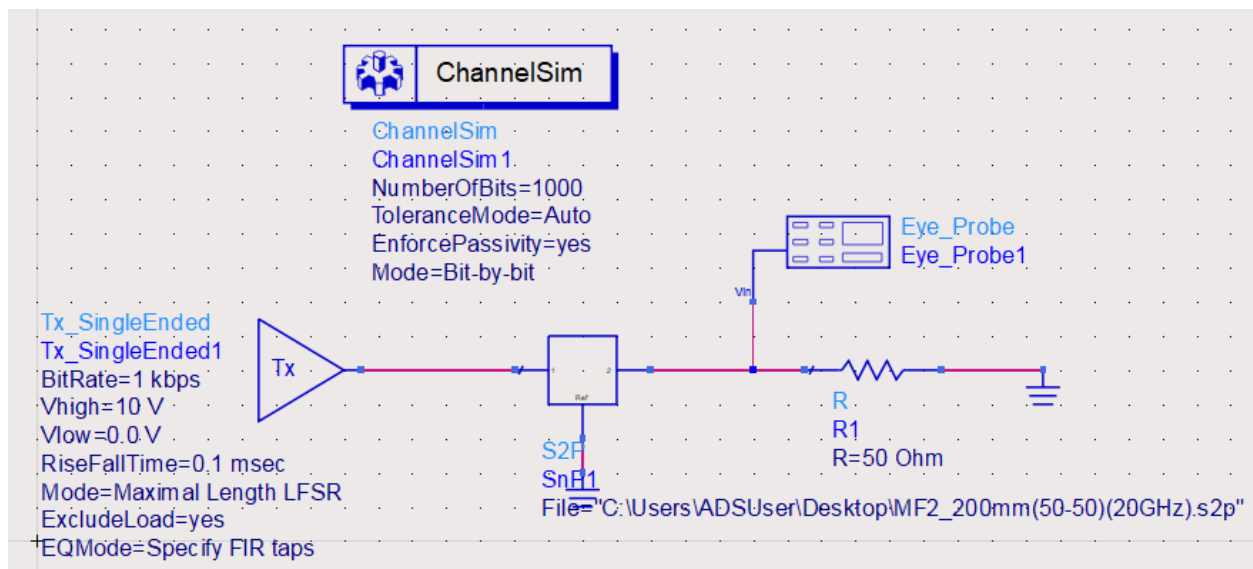 ChannelSim
ChannelSim
ChannelSim1
NumberOfBits=1000
ToleranceMode=Auto
EnforcePassivity=yes
Mode=Bit-by-bit
Eye_Probe
Eye_Probe1
Vin
Tx_SingleEnded
Tx_SingleEnded1
BitRate=1 kbps
Vhigh=10 V
Vlow=0.0 V
RiseFallTime=0.1 msec
Mode=Maximal Length LFSR
ExcludeLoad=yes
EQMode=Specify FIR taps
Tx
1
2
Ref
S2P
SnP1
File="C:\Users\ADSUser\Desktop\MF2_200mm(50-50)(20GHz).s2p"
R
R1
R=50 Ohm